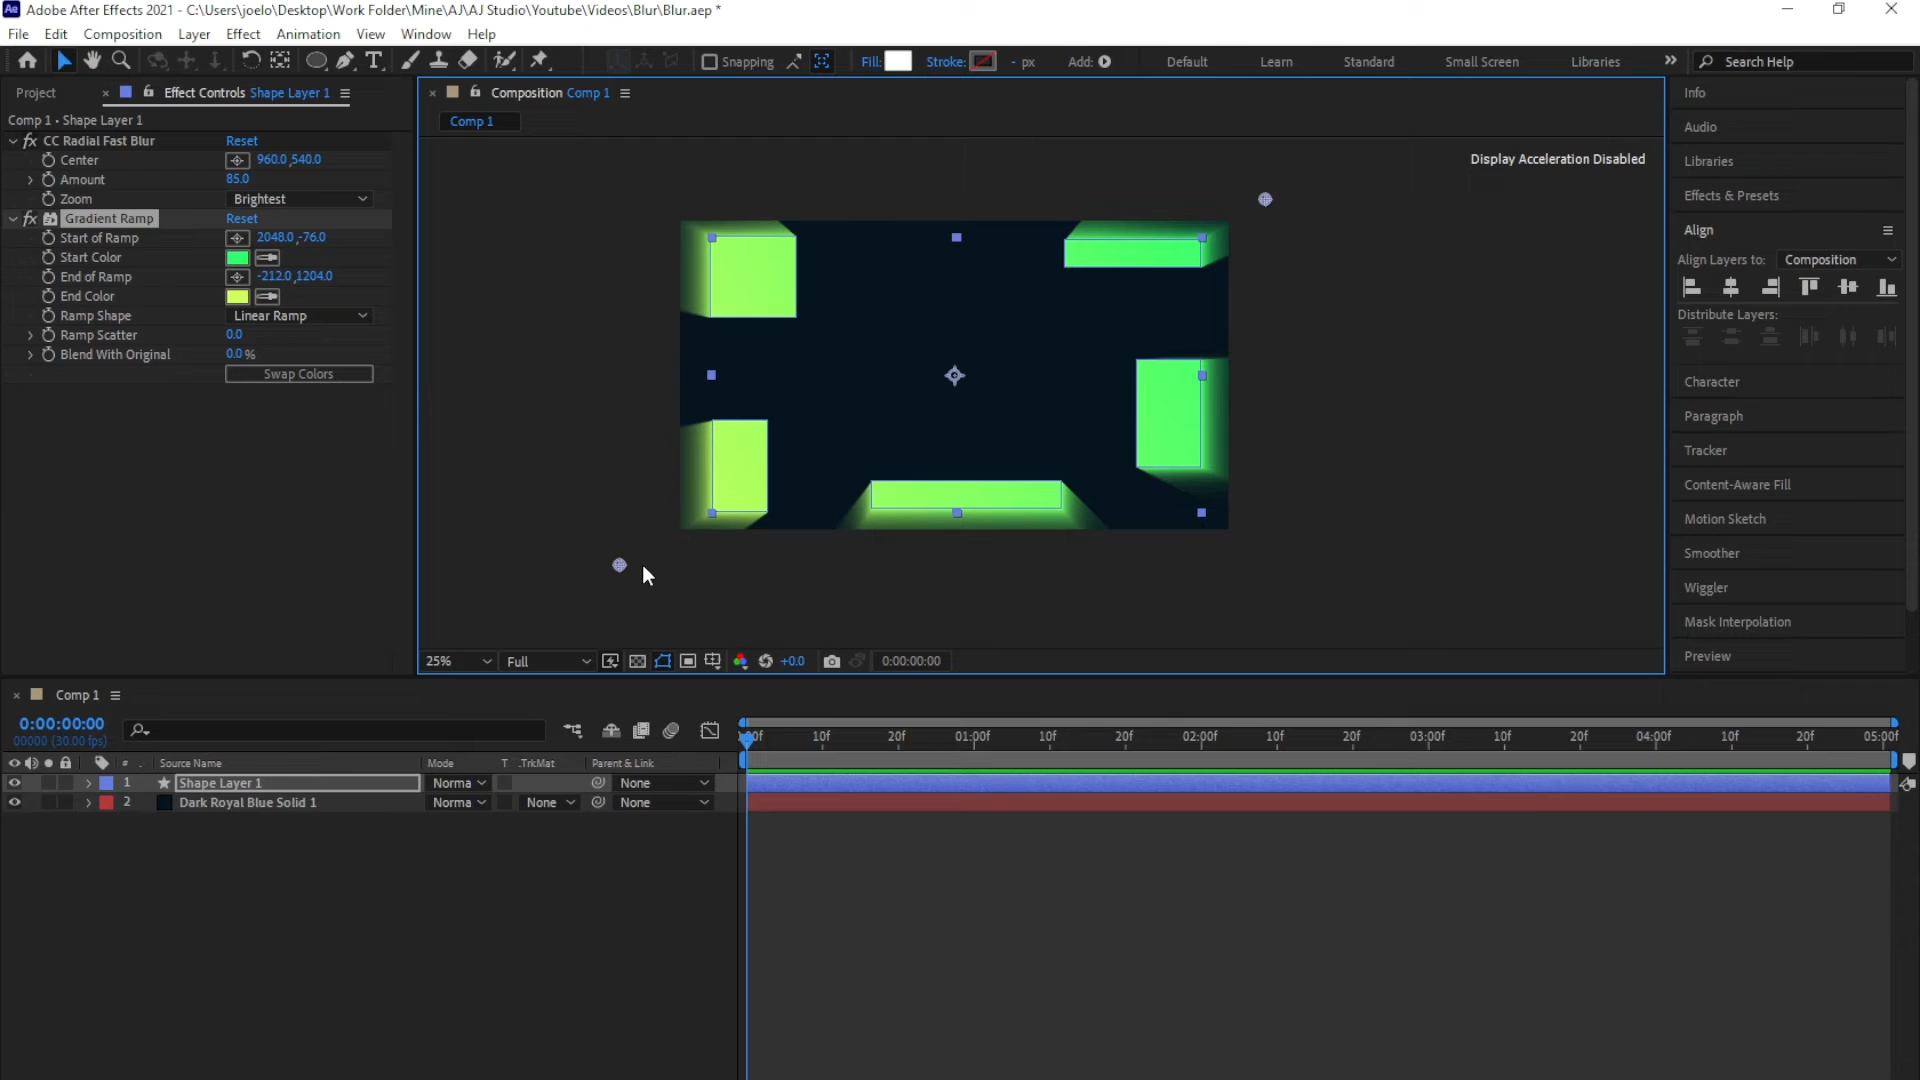 Adobe After Effects 2021 - C:\Users\joelo\Desktop\Work Folder\Mine\AJ\AJ Studio\Youtube\Videos\Blur\Blur.aep *
File Edit Composition Layer Effect Animation View Window Help
Snapping Fill: Stroke: - px Add: Default Learn Standard Small Screen Libraries Search Help
Project Effect Controls Shape Layer 1 Composition Comp 1 Info
Comp 1 • Shape Layer 1 Comp 1
Audio
CC Radial Fast Blur Reset
Center 960.0,540.0 Display Acceleration Disabled Libraries
Amount 85.0
Zoom Brightest Effects & Presets
Gradient Ramp Reset
Start of Ramp 2048.0,-76.0 Align
Start Color Align Layers to: Composition
End of Ramp -212.0,1204.0
End Color
Ramp Shape Linear Ramp Distribute Layers:
Ramp Scatter 0.0
Blend With Original 0.0%
Swap Colors Character
Paragraph
Tracker
Content-Aware Fill
Motion Sketch
Smoother
Wiggler
Mask Interpolation
25% Full +0.0 0:00:00:00 Preview
Comp 1
0:00:00:00
00000 (30.00 fps) :00f 10f 20f 01:00f 10f 20f 02:00f 10f 20f 03:00f 10f 20f 04:00f 10f 20f 05:00f
# Source Name Mode T .TrkMat Parent & Link
1 Shape Layer 1 Norma None
2 Dark Royal Blue Solid 1 Norma None None